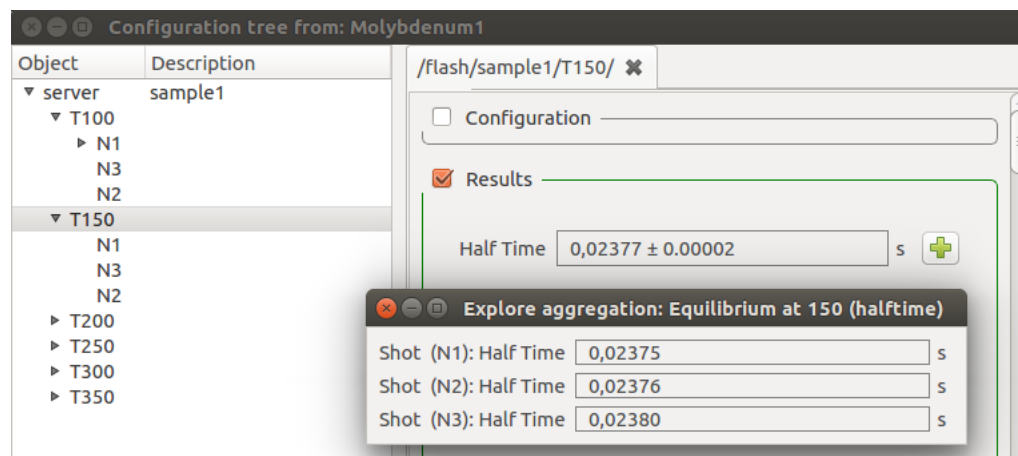 Configuration tree from: Molybdenum1
Object Description
server sample1
T100
N1
N3
N2
T150
N1
N3
N2
T200
T250
T300
T350
/flash/sample1/T150/
Configuration
Results
Half Time 0,02377 ± 0.00002 s
Explore aggregation: Equilibrium at 150 (halftime)
Shot (N1): Half Time 0,02375 s
Shot (N2): Half Time 0,02376 s
Shot (N3): Half Time 0,02380 s